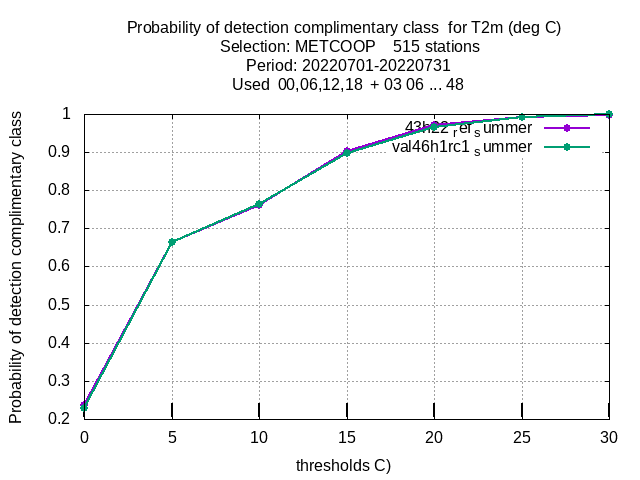 Probability of detection complimentary class for T2m (deg C)
Selection: METCOOP 515 stations
Period: 20220701-20220731
Used 00,06,12,18 + 03 06 ... 48
Probability of detection complimentary class
1
0.9
0.8
0.7
0.6
0.5
0.4
0.3
0.2
43h22_ref_summer
val46h1rc1_summer
0 5 10 15 20 25 30
thresholds C)